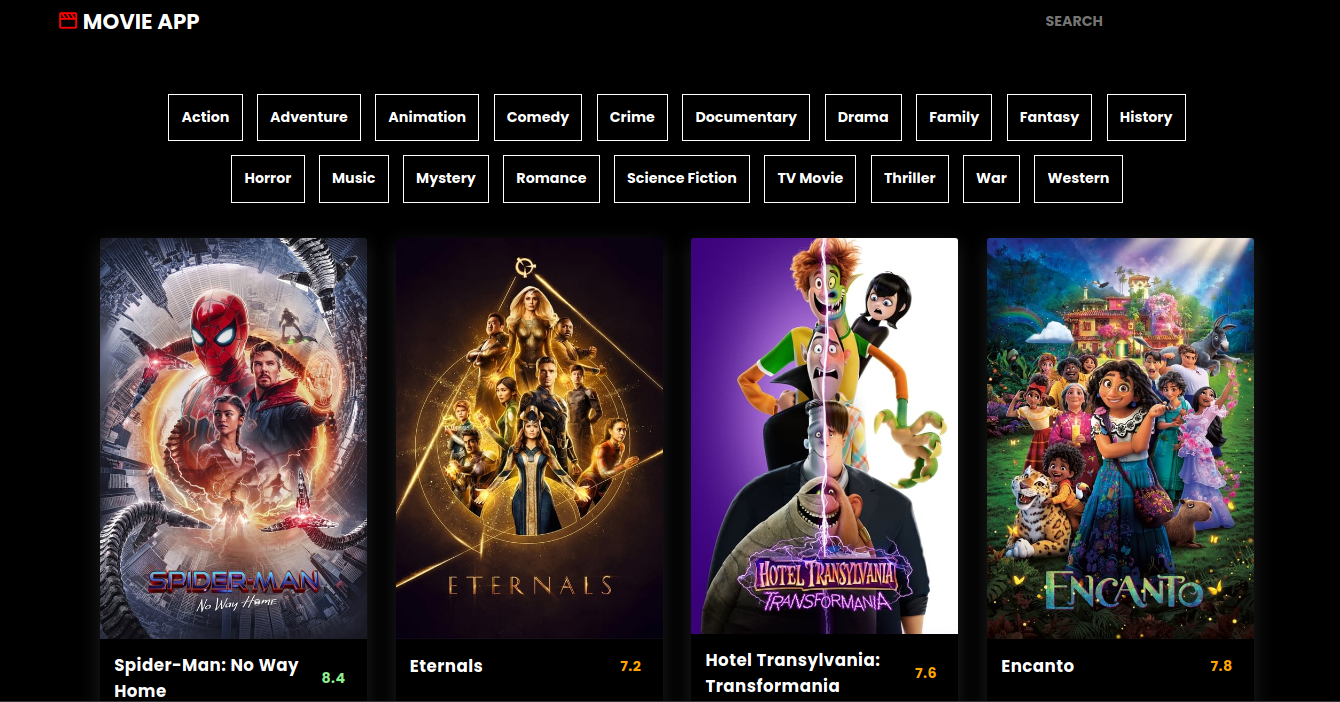 MOVIE APP SEARCH
Action Adventure Animation Comedy Crime Documentary Drama Family Fantasy History
Horror Music Mystery Romance Science Fiction TV Movie Thriller War Western
SPIDER-MAN
No Way Home
ETERNALS
HOTEL TRANSYLVANIA
TRANSFORMANIA
ENCANTO
Spider-Man: No Way
Home
8.4
Eternals 7.2
Hotel Transylvania:
Transformania
7.6
Encanto 7.8